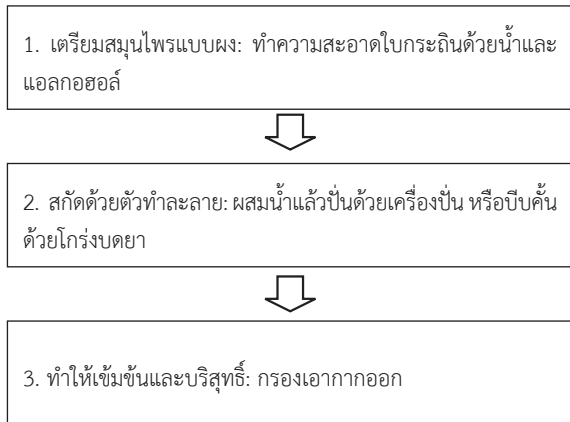 1. เตรียมสมุนไพรแบบผง: ทำความสะอาดใบกระถินด้วยน้ำและ
แอลกอฮอล์
2. สกัดด้วยตัวทำละลาย: ผสมน้ำแล้วปั่นด้วยเครื่องปั่น หรือบีบคั้น
ด้วยโกร่งบดยา
3. ทำให้เข้มข้นและบริสุทธิ์: กรองเอากากออก